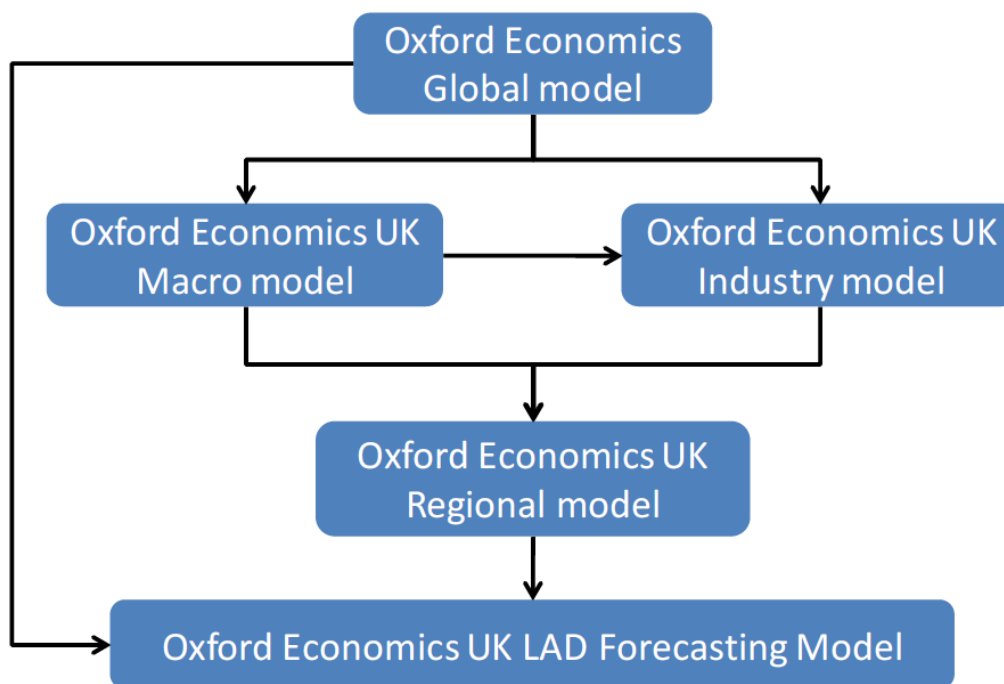 Oxford Economics
Global model
Oxford Economics UK
Macro model
Oxford Economics UK
Industry model
Oxford Economics UK
Regional model
Oxford Economics UK LAD Forecasting Model